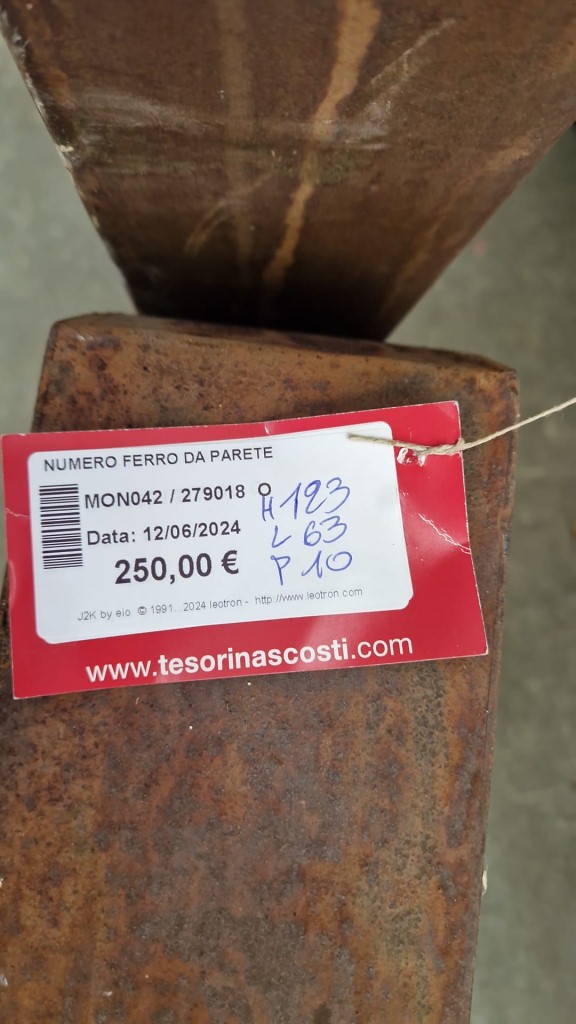 NUMERO FERRO DA PARETE
MON042 / 279018 O
Data: 12/06/2024
250,00 €
H 123
L 63
P 10
J2K by eio © 1991...2024 leotron - http://www.leotron.com
www.tesorinascosti.com